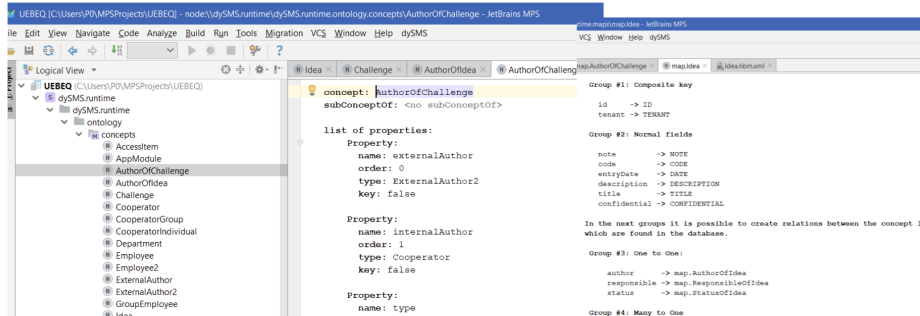 UEBEQ [C:\Users\P0\MPSProjects\UEBEQ] - node:\\dySMS.runtime\dySMS.runtime.ontology.concepts\AuthorOfChallenge - JetBrains MPS
ile Edit View Navigate Code Analyze Build Run Tools Migration VCS Window Help dySMS
Logical View
UEBEQ (C:\Users\P0\MPSProjects\UEBEQ)
dySMS.runtime
dySMS.runtime
ontology
concepts
AccessItem
AppModule
AuthorOfChallenge
AuthorOfIdea
Challenge
Cooperator
CooperatorGroup
CooperatorIndividual
Department
Employee
Employee2
ExternalAuthor
ExternalAuthor2
GroupEmployee
Idea
Idea Challenge AuthorOfIdea AuthorOfChalleng
concept: AuthorOfChallenge
subConceptOf: <no subConceptOf>
list of properties:
Property:
name: externalAuthor
order: 0
type: ExternalAuthor2
key: false
Property:
name: internalAuthor
order: 1
type: Cooperator
key: false
Property:
name: type
time.maps\map.Idea - JetBrains MPS
VCS Window Help dySMS
map.AuthorOfChallenge map.Idea Idea.hbm.xml
Group #1: Composite key
id -> ID
tenant -> TENANT
Group #2: Normal fields
note -> NOTE
code -> CODE
entryDate -> DATE
description -> DESCRIPTION
title -> TITLE
confidential -> CONFIDENTIAL
In the next groups it is possible to create relations between the concept I
which are found in the database.
Group #3: One to One:
author -> map.AuthorOfIdea
responsible -> map.ResponsibleOfIdea
status -> map.StatusOfIdea
Group #4: Many to One